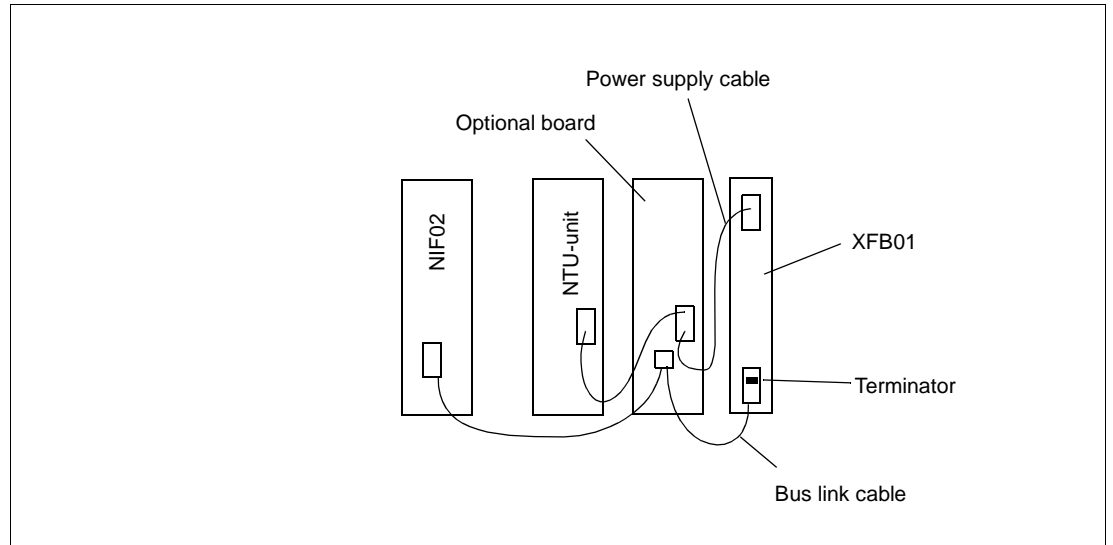 Power supply cable
Optional board
NIF02
NTU-unit
XFB01
Terminator
Bus link cable